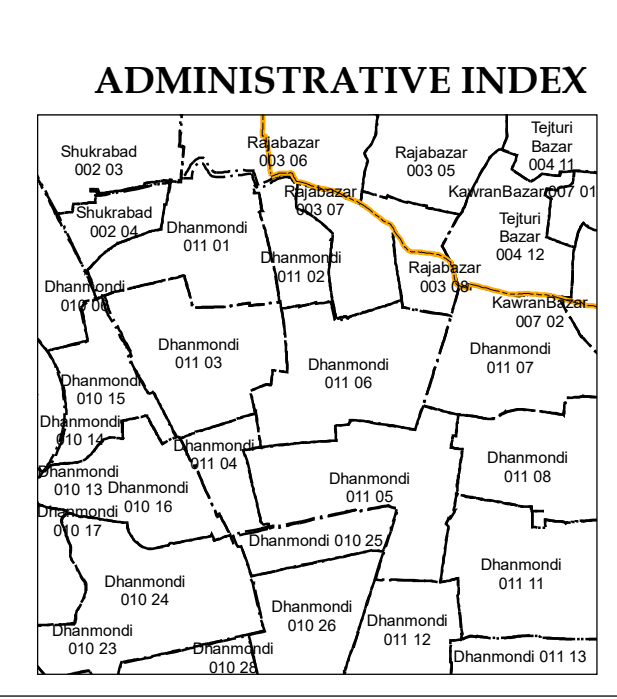 ADMINISTRATIVE INDEX
Tejturi
Bazar
004 11
Rajabazar
003 06
Shukrabad
002 03
Rajabazar
003 05
KawranBazar 007 01
Rajabazar
003 07
Shukrabad
002 04
Tejturi
Bazar
004 12
Dhanmondi
011 01
Dhanmondi
011 02
Rajabazar
003 08
Dhanmondi
010 06
KawranBazar
007 02
Dhanmondi
011 03
Dhanmondi
011 07
Dhanmondi
011 06
Dhanmondi
010 15
Dhanmondi
010 14
Dhanmondi
011 04
Dhanmondi
011 08
Dhanmondi
010 13
Dhanmondi
010 16
Dhanmondi
011 05
Dhanmondi
010 17
Dhanmondi 010 25
Dhanmondi
011 11
Dhanmondi
010 24
Dhanmondi
010 26
Dhanmondi
011 12
Dhanmondi
010 23
Dhanmondi
010 28
Dhanmondi 011 13